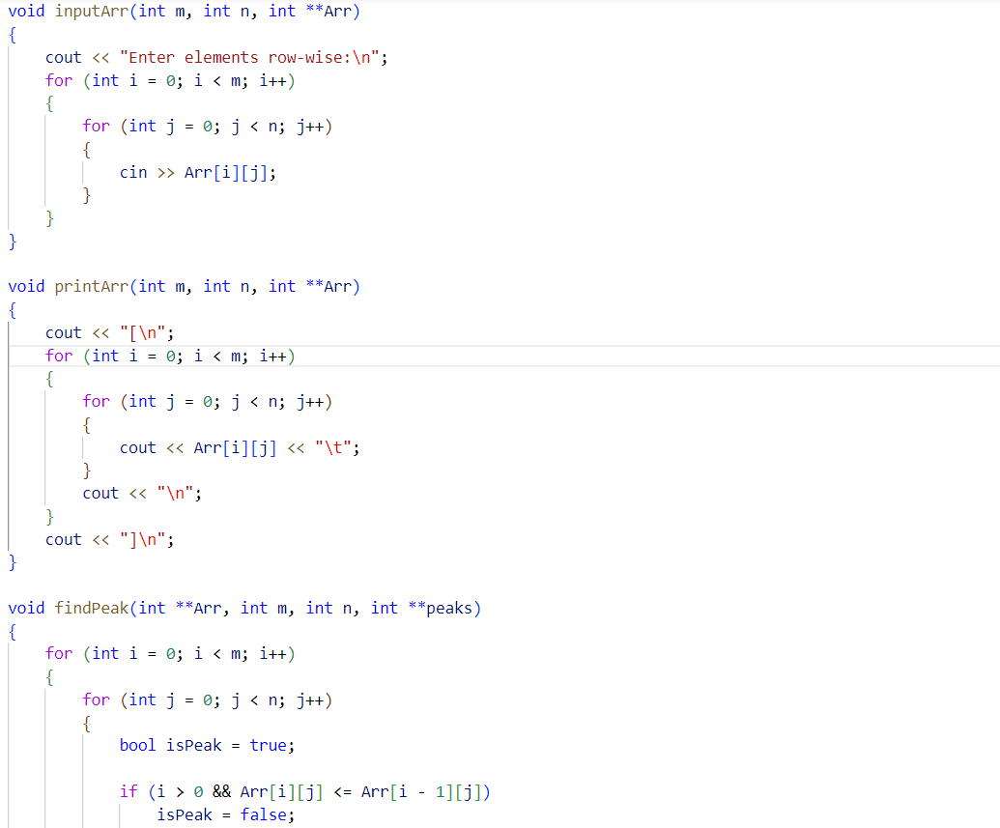 void inputArr(int m, int n, int **Arr)
{
    cout << "Enter elements row-wise:\n";
    for (int i = 0; i < m; i++)
    {
        for (int j = 0; j < n; j++)
        {
            cin >> Arr[i][j];
        }
    }
}

void printArr(int m, int n, int **Arr)
{
    cout << "[\n";
    for (int i = 0; i < m; i++)
    {
        for (int j = 0; j < n; j++)
        {
            cout << Arr[i][j] << "\t";
        }
        cout << "\n";
    }
    cout << "]\n";
}

void findPeak(int **Arr, int m, int n, int **peaks)
{
    for (int i = 0; i < m; i++)
    {
        for (int j = 0; j < n; j++)
        {
            bool isPeak = true;

            if (i > 0 && Arr[i][j] <= Arr[i - 1][j])
                isPeak = false;